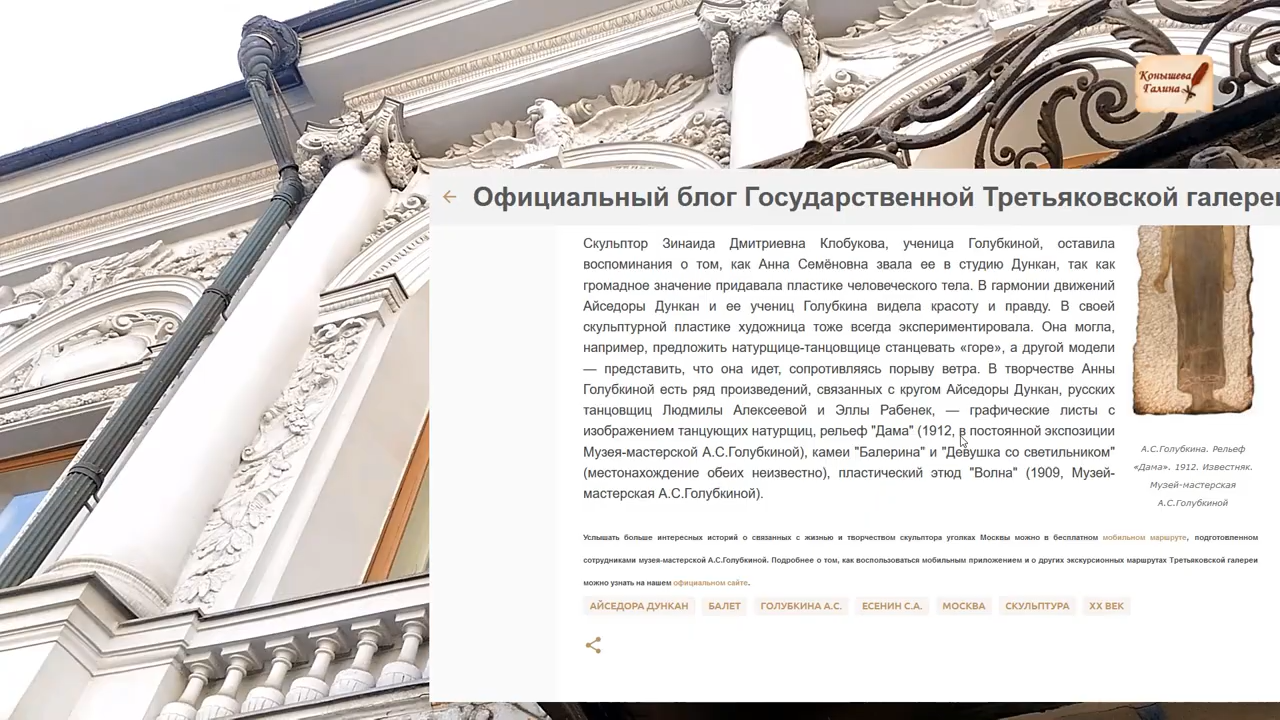 Конышева
Галина
Официальный блог Государственной Третьяковской галереи
Скульптор Зинаида Дмитриевна Клобукова, ученица Голубкиной, оставила
воспоминания о том, как Анна Семёновна звала ее в студию Дункан, так как
громадное значение придавала пластике человеческого тела. В гармонии движений
Айседоры Дункан и ее учениц Голубкина видела красоту и правду. В своей
скульптурной пластике художница тоже всегда экспериментировала. Она могла,
например, предложить натурщице-танцовщице станцевать «горе», а другой модели
— представить, что она идет, сопротивляясь порыву ветра. В творчестве Анны
Голубкиной есть ряд произведений, связанных с кругом Айседоры Дункан, русских
танцовщиц Людмилы Алексеевой и Эллы Рабенек, — графические листы с
изображением танцующих натурщиц, рельеф "Дама" (1912, в постоянной экспозиции
Музея-мастерской А.С.Голубкиной), камеи "Балерина" и "Девушка со светильником"
(местонахождение обеих неизвестно), пластический этюд "Волна" (1909, Музей-
мастерская А.С.Голубкиной).
А.С.Голубкина. Рельеф
«Дама». 1912. Известняк.
Музей-мастерская
А.С.Голубкиной
Услышать больше интересных историй о связанных с жизнью и творчеством скульптора уголках Москвы можно в бесплатном мобильном маршруте, подготовленном
сотрудниками музея-мастерской А.С.Голубкиной. Подробнее о том, как воспользоваться мобильным приложением и о других экскурсионных маршрутах Третьяковской галереи
можно узнать на нашем официальном сайте.
АЙСЕДОРА ДУНКАН БАЛЕТ ГОЛУБКИНА А.С. ЕСЕНИН С.А. МОСКВА СКУЛЬПТУРА XX ВЕК